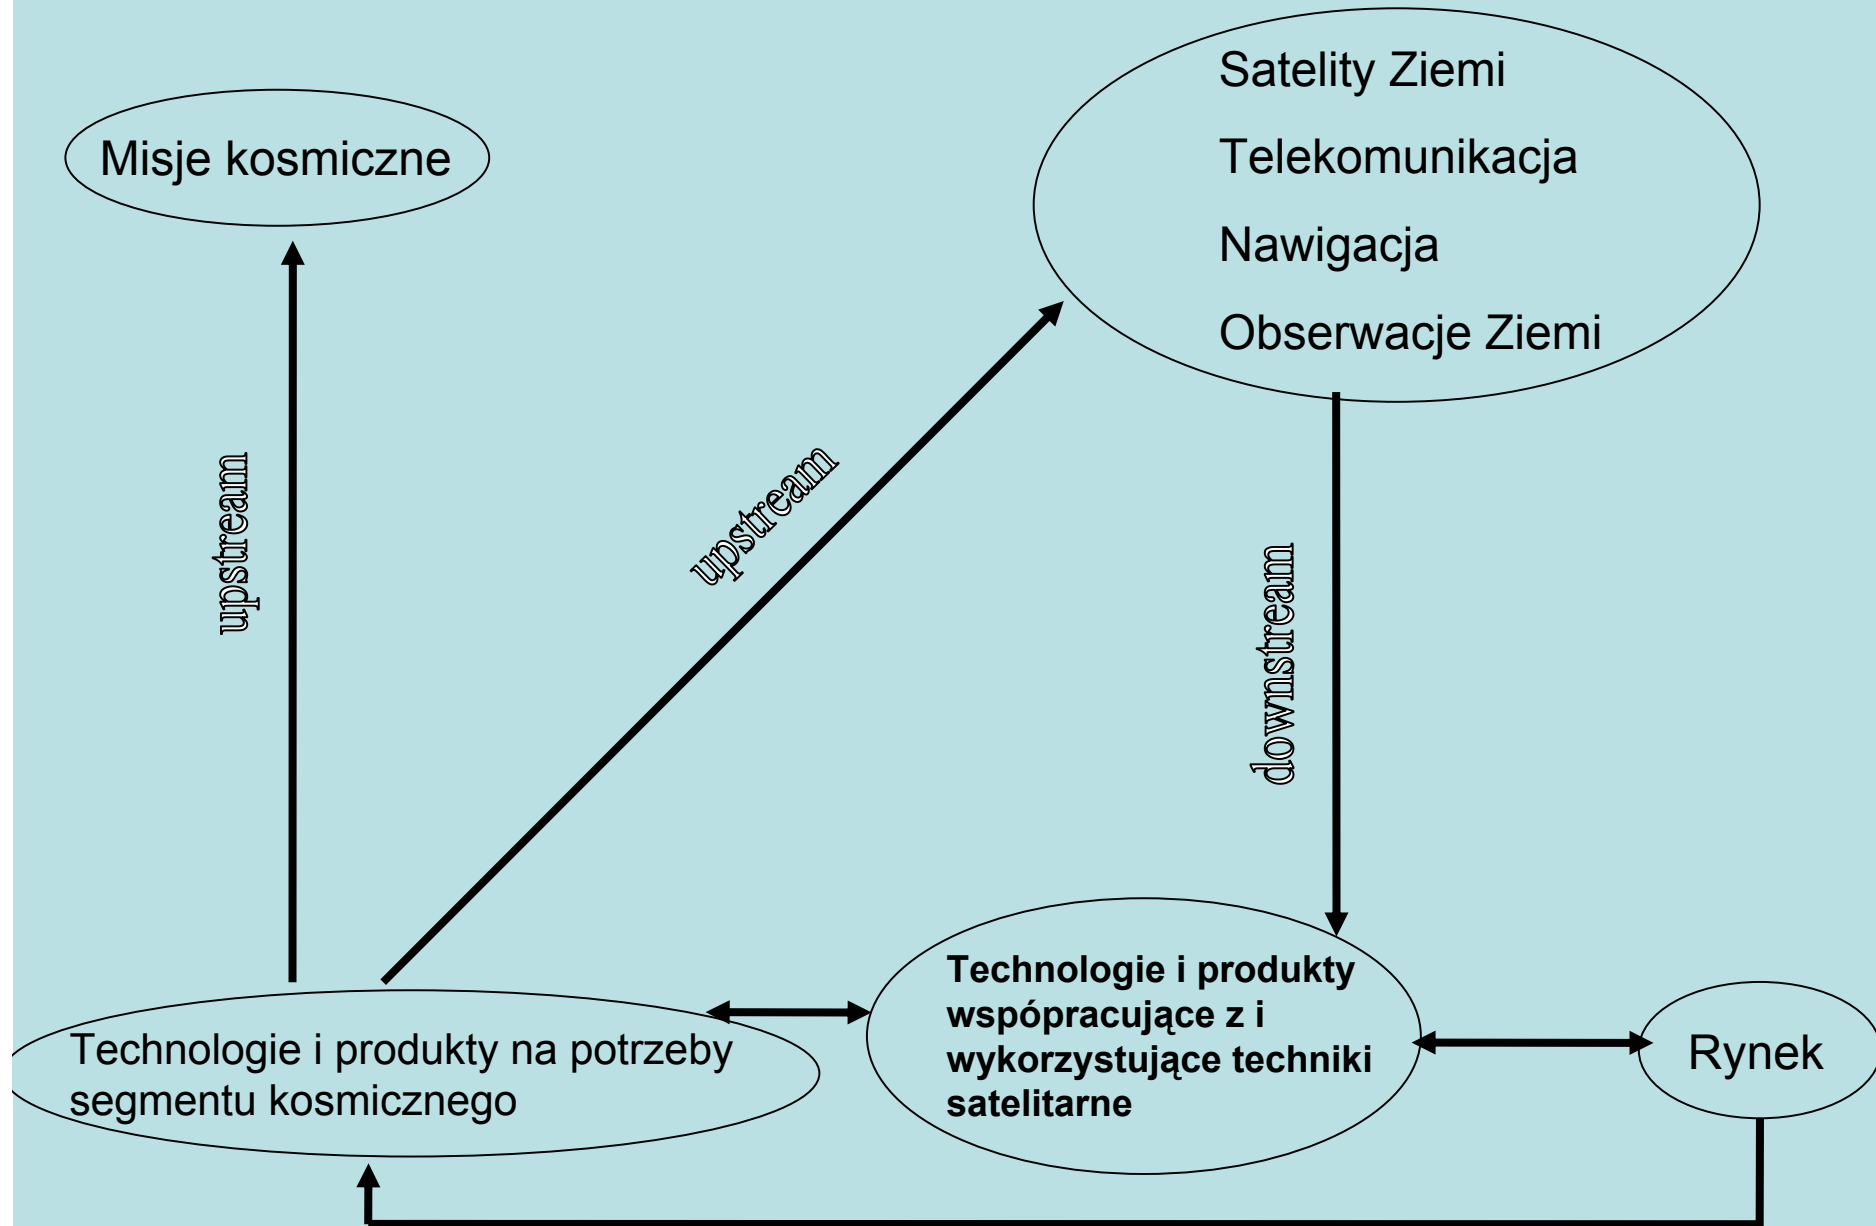 Misje kosmiczne
Satelity Ziemi
Telekomunikacja
Nawigacja
Obserwacje Ziemi
upstream
upstream
downstream
Technologie i produkty na potrzeby
segmentu kosmicznego
Technologie i produkty
wspópracujące z i
wykorzystujące techniki
satelitarne
Rynek